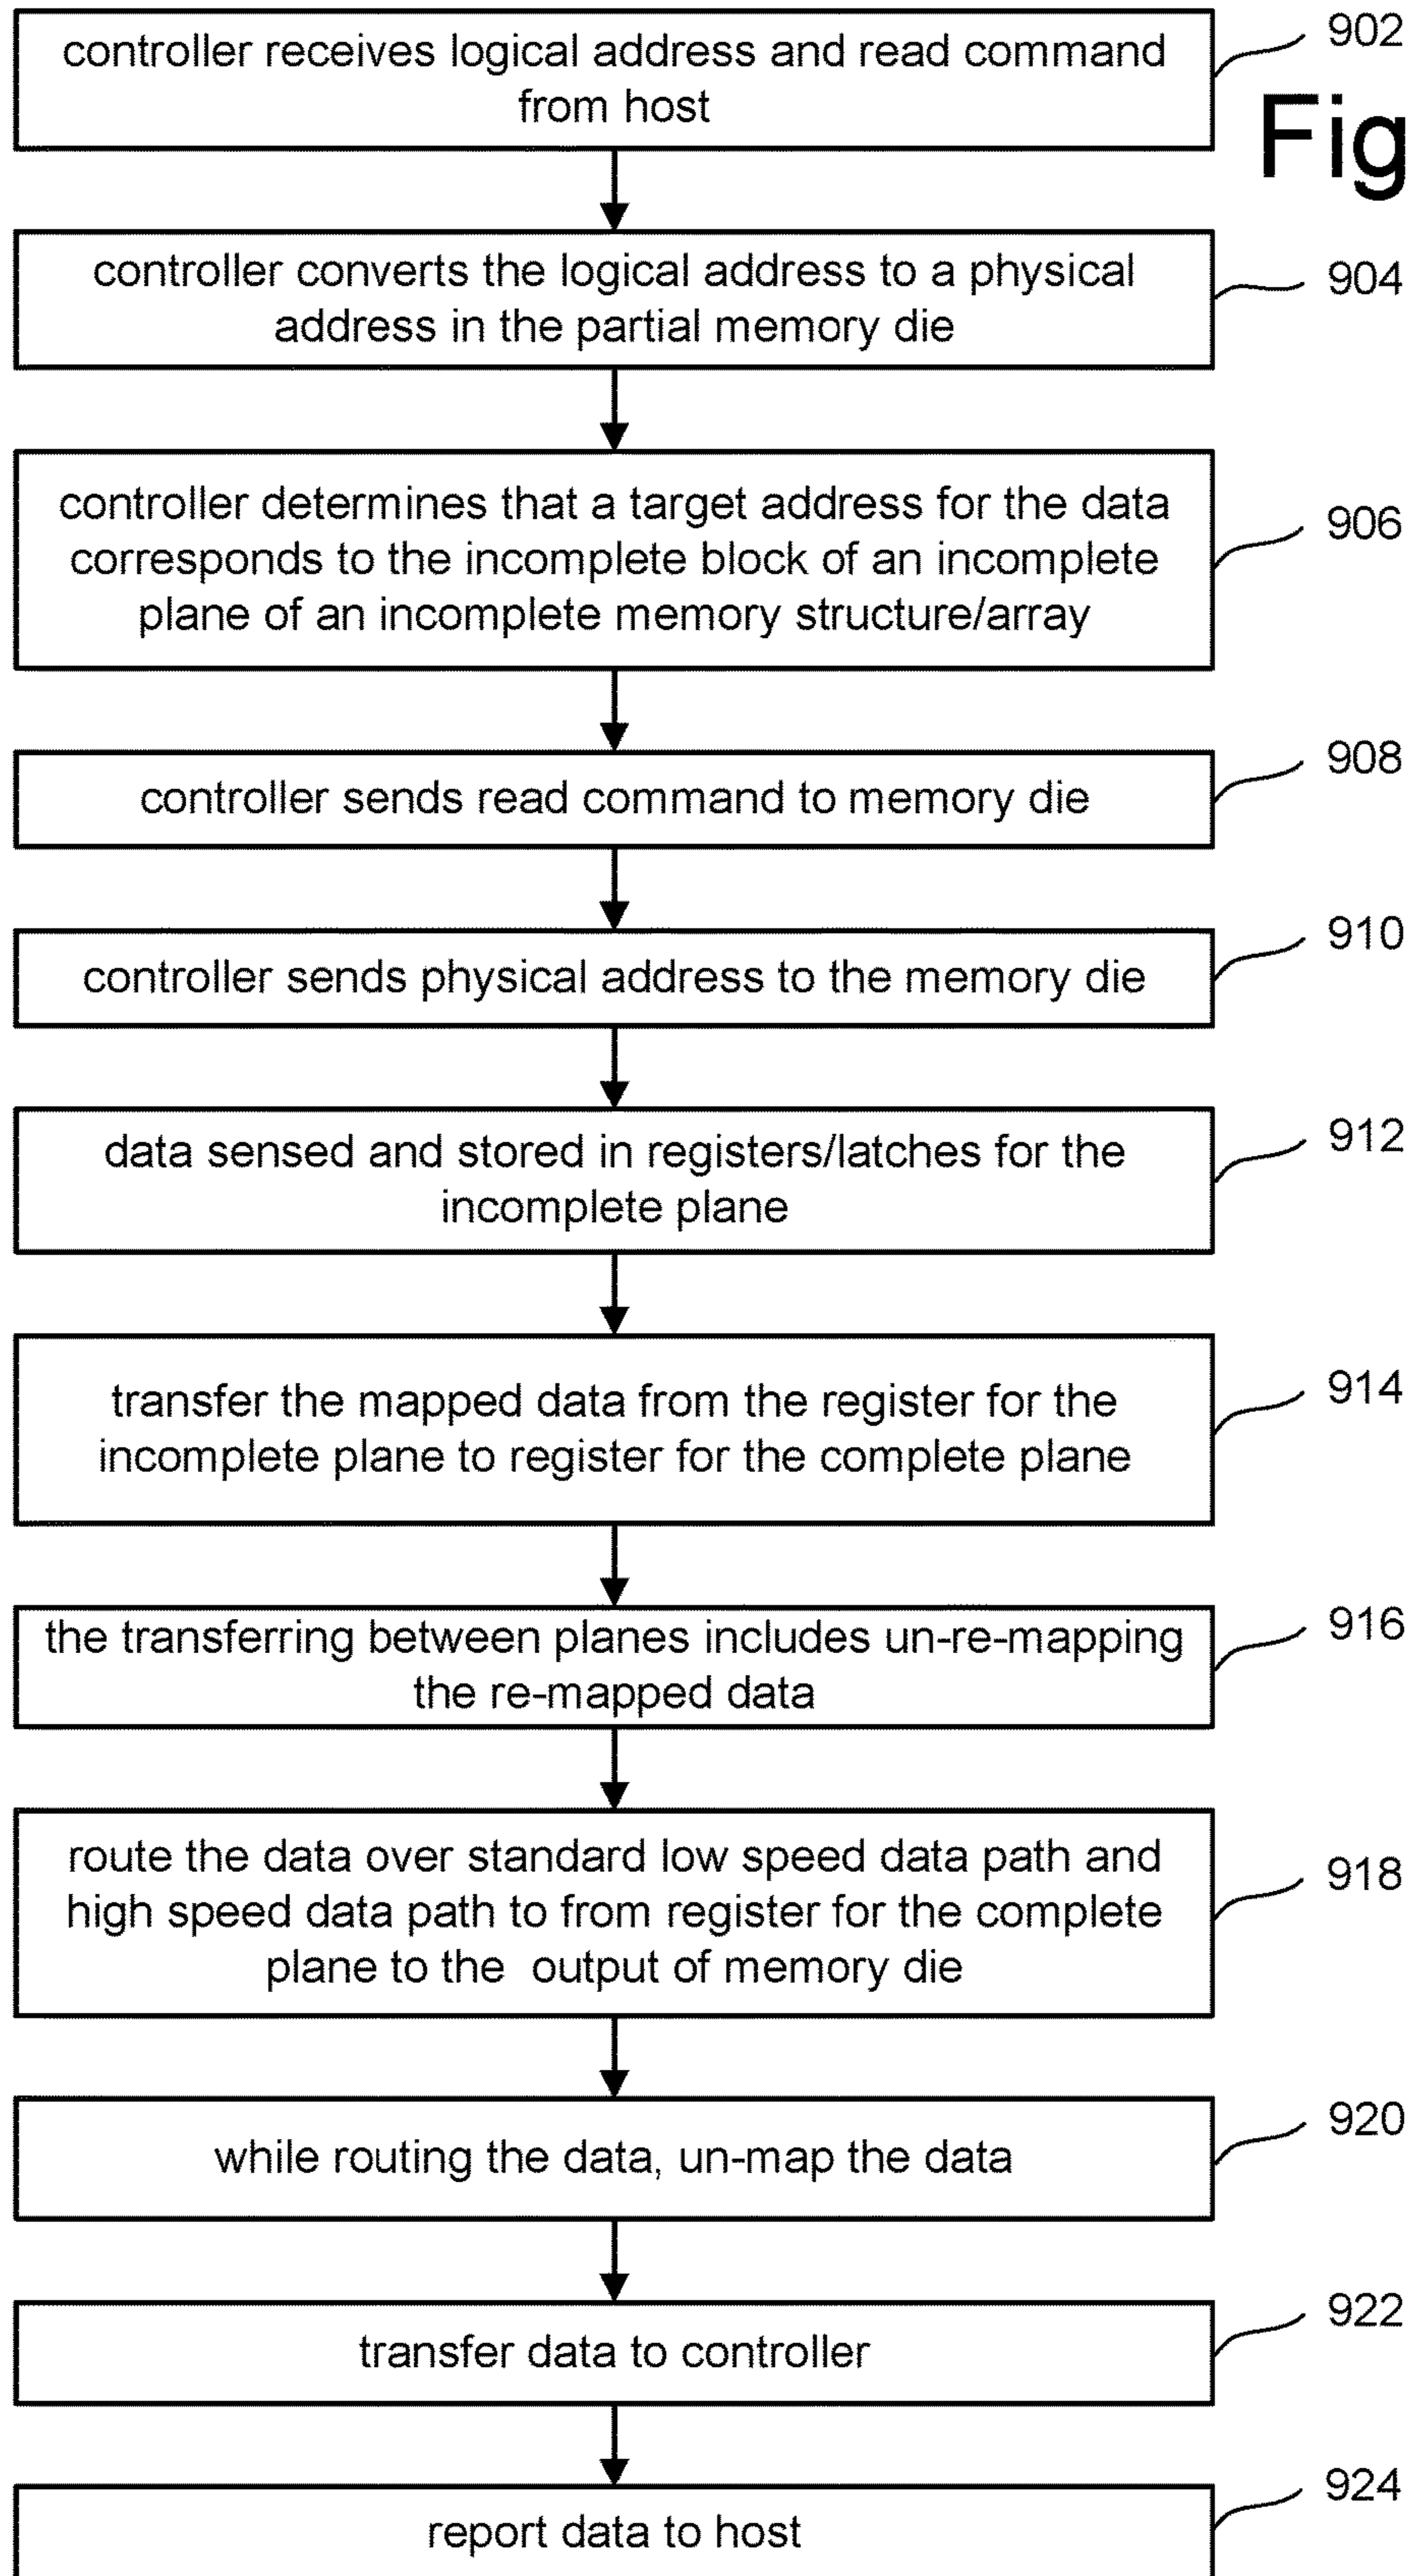 controller receives logical address and read command
from host
902
Fig
controller converts the logical address to a physical
address in the partial memory die
904
controller determines that a target address for the data
corresponds to the incomplete block of an incomplete
plane of an incomplete memory structure/array
906
controller sends read command to memory die
908
controller sends physical address to the memory die
910
data sensed and stored in registers/latches for the
incomplete plane
912
transfer the mapped data from the register for the
incomplete plane to register for the complete plane
914
the transferring between planes includes un-re-mapping
the re-mapped data
916
route the data over standard low speed data path and
high speed data path to from register for the complete
plane to the output of memory die
918
while routing the data, un-map the data
920
transfer data to controller
922
report data to host
924